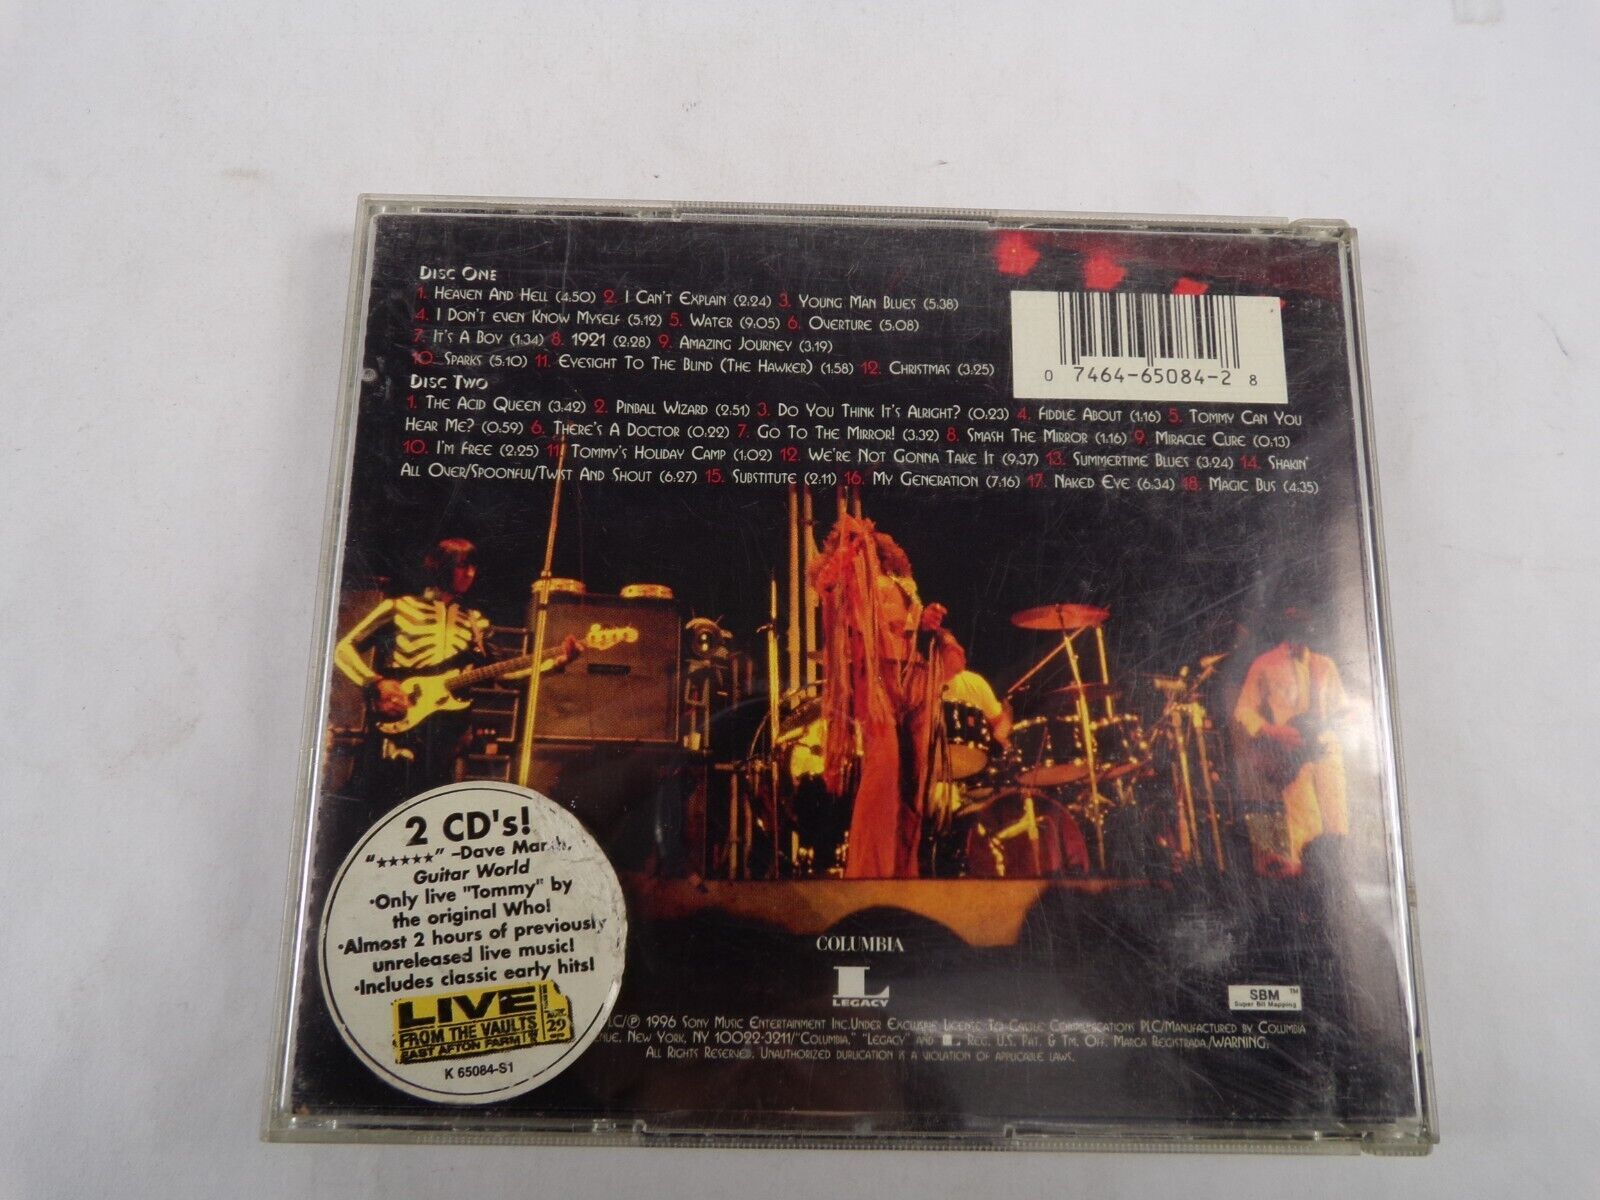 Disc One
1. Heaven And Hell (4:50) 2. I Can't Explain (2:24) 3. Young Man Blues (5:38)
4. I Don't even Know Myself (5:12) 5. Water (9:05) 6. Overture (5:08)
7. It's A Boy (1:34) 8. 1921 (2:28) 9. Amazing Journey (3:19)
10. Sparks (5:10) 11. Eyesight To The Blind (The Hawker) (1:58) 12. Christmas (3:25)
Disc Two
1. The Acid Queen (3:42) 2. Pinball Wizard (2:51) 3. Do You Think It's Alright? (0:23) 4. Fiddle About (1:16) 5. Tommy Can You
Hear Me? (0:59) 6. There's A Doctor (0:22) 7. Go To The Mirror! (3:32) 8. Smash The Mirror (1:16) 9. Miracle Cure (0:13)
10. I'm Free (2:25) 11. Tommy's Holiday Camp (1:02) 12. We're Not Gonna Take It (9:37) 13. Summertime Blues (3:24) 14. Shakin'
All Over/Spoonful/Twist And Shout (6:27) 15. Substitute (2:11) 16. My Generation (7:16) 17. Naked Eye (6:34) 18. Magic Bus (4:35)
0 7464-65084-2 8
2 CD's!
"★★★★★" –Dave Marsh,
Guitar World
•Only live "Tommy" by
the original Who!
•Almost 2 hours of previously
unreleased live music!
•Includes classic early hits!
LIVE
FROM THE VAULTS
EAST AFTON FARM
29
K 65084-S1
COLUMBIA
L
LEGACY
SBM™
Super Bit Mapping
LC/℗ 1996 Sony Music Entertainment Inc.Under Exclusive License To Castle Communications PLC/Manufactured by Columbia
enue, New York, NY 10022-3211/"Columbia," "Legacy" and L Reg. U.S. Pat. & Tm. Off. Marca Registrada/WARNING:
All Rights Reserved. Unauthorized duplication is a violation of applicable laws.